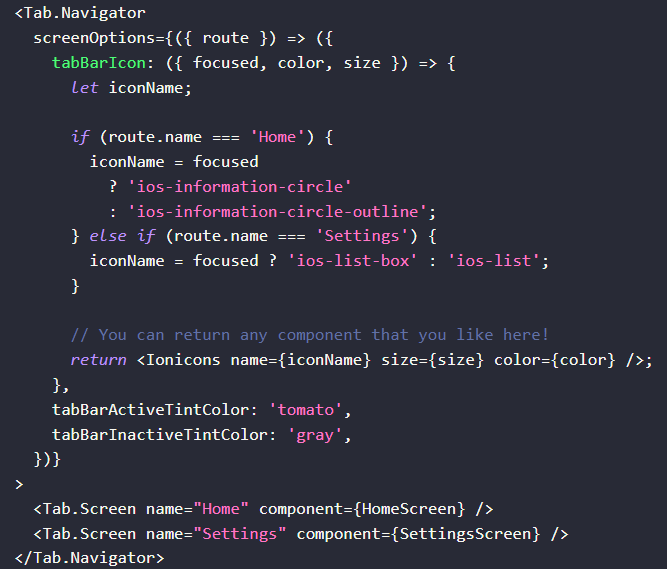 <Tab.Navigator
  screenOptions={({ route }) => ({
    tabBarIcon: ({ focused, color, size }) => {
      let iconName;

      if (route.name === 'Home') {
        iconName = focused
          ? 'ios-information-circle'
          : 'ios-information-circle-outline';
      } else if (route.name === 'Settings') {
        iconName = focused ? 'ios-list-box' : 'ios-list';
      }

      // You can return any component that you like here!
      return <Ionicons name={iconName} size={size} color={color} />;
    },
    tabBarActiveTintColor: 'tomato',
    tabBarInactiveTintColor: 'gray',
  })}
>
  <Tab.Screen name="Home" component={HomeScreen} />
  <Tab.Screen name="Settings" component={SettingsScreen} />
</Tab.Navigator>